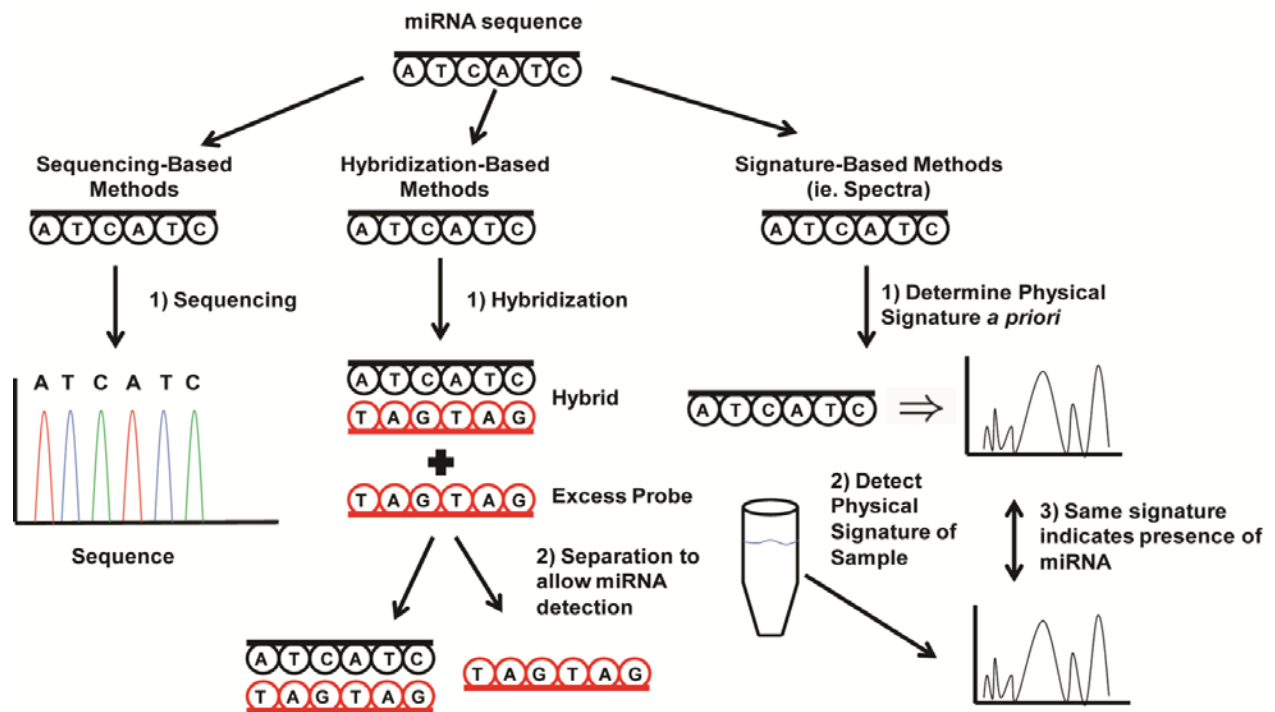 miRNA sequence
A T C A T C
Sequencing-Based
Methods
A T C A T C
1) Sequencing
A T C A T C
Sequence
Hybridization-Based
Methods
A T C A T C
1) Hybridization
A T C A T C
T A G T A G
Hybrid
T A G T A G
Excess Probe
2) Separation to
allow miRNA
detection
A T C A T C
T A G T A G
T A G T A G
Signature-Based Methods
(ie. Spectra)
A T C A T C
1) Determine Physical
Signature a priori
A T C A T C
2) Detect
Physical
Signature of
Sample
3) Same signature
indicates presence of
miRNA